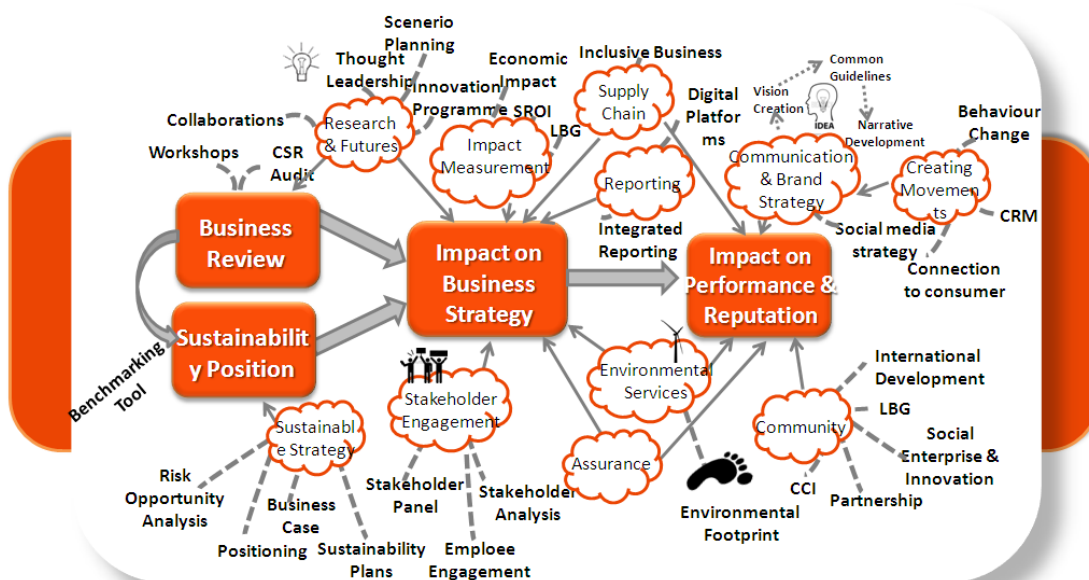 Scenerio
Planning
Thought
Leadership
Innovation
Programme
Economic
Impact
SROI
LBG
Inclusive Business
Digital
Platfor
ms
Common
Guidelines
Vision
Creation
IDEA
Narrative
Development
Behaviour
Change
Collaborations
Workshops
CSR
Audit
Research
& Futures
Impact
Measurement
Supply
Chain
Reporting
Integrated
Reporting
Communication
& Brand
Strategy
Creating
Movemen
ts
CRM
Social media
strategy
Connection
to consumer
Business
Review
Impact on
Business
Strategy
Impact on
Performance &
Reputation
Sustainabilit
y Position
Benchmarking
Tool
Sustainabl
e Strategy
Stakeholder
Engagement
Environmental
Services
Assurance
Community
International
Development
LBG
Social
Enterprise &
Innovation
Partnership
CCI
Risk
Opportunity
Analysis
Positioning
Business
Case
Sustainability
Plans
Stakeholder
Panel
Emploee
Engagement
Stakeholder
Analysis
Environmental
Footprint